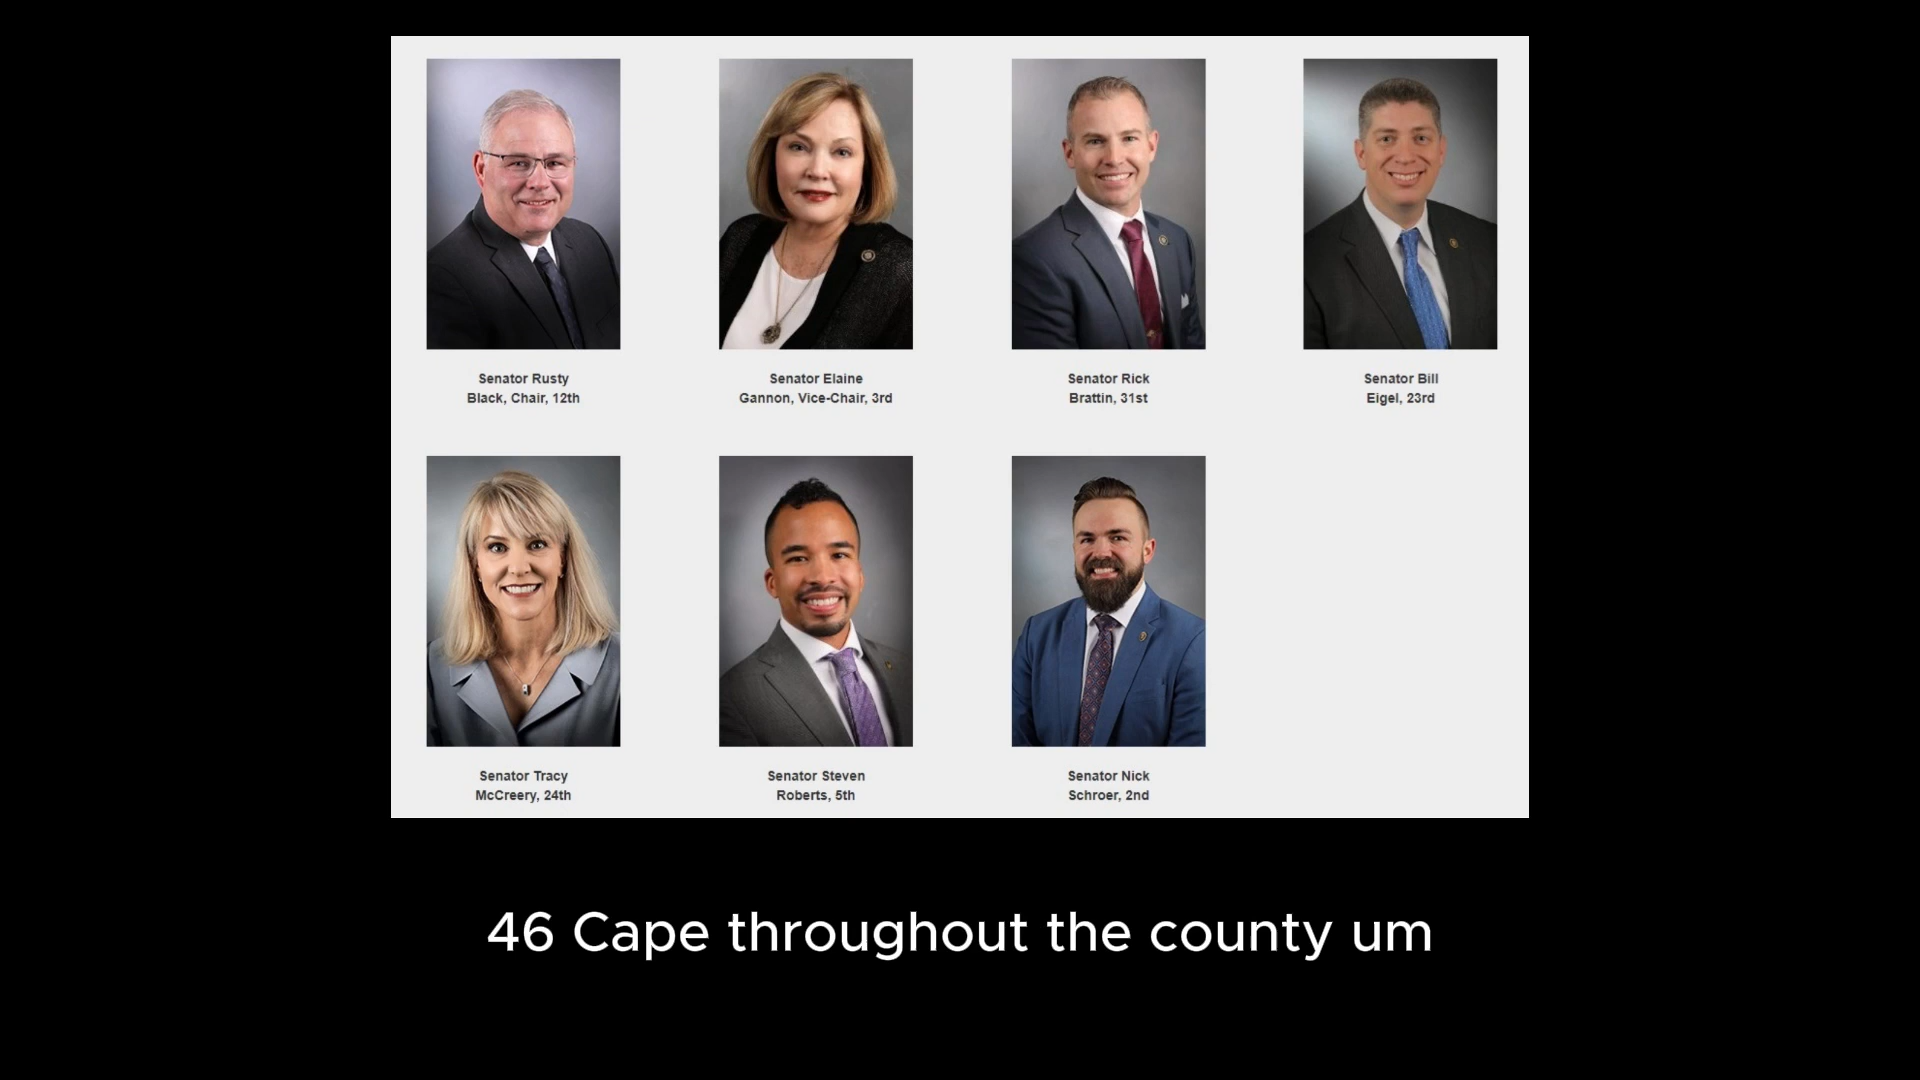 Senator Rusty
Black, Chair, 12th
Senator Elaine
Gannon, Vice-Chair, 3rd
Senator Rick
Brattin, 31st
Senator Bill
Eigel, 23rd
Senator Tracy
McCreery, 24th
Senator Steven
Roberts, 5th
Senator Nick
Schroer, 2nd
46 Cape throughout the county um